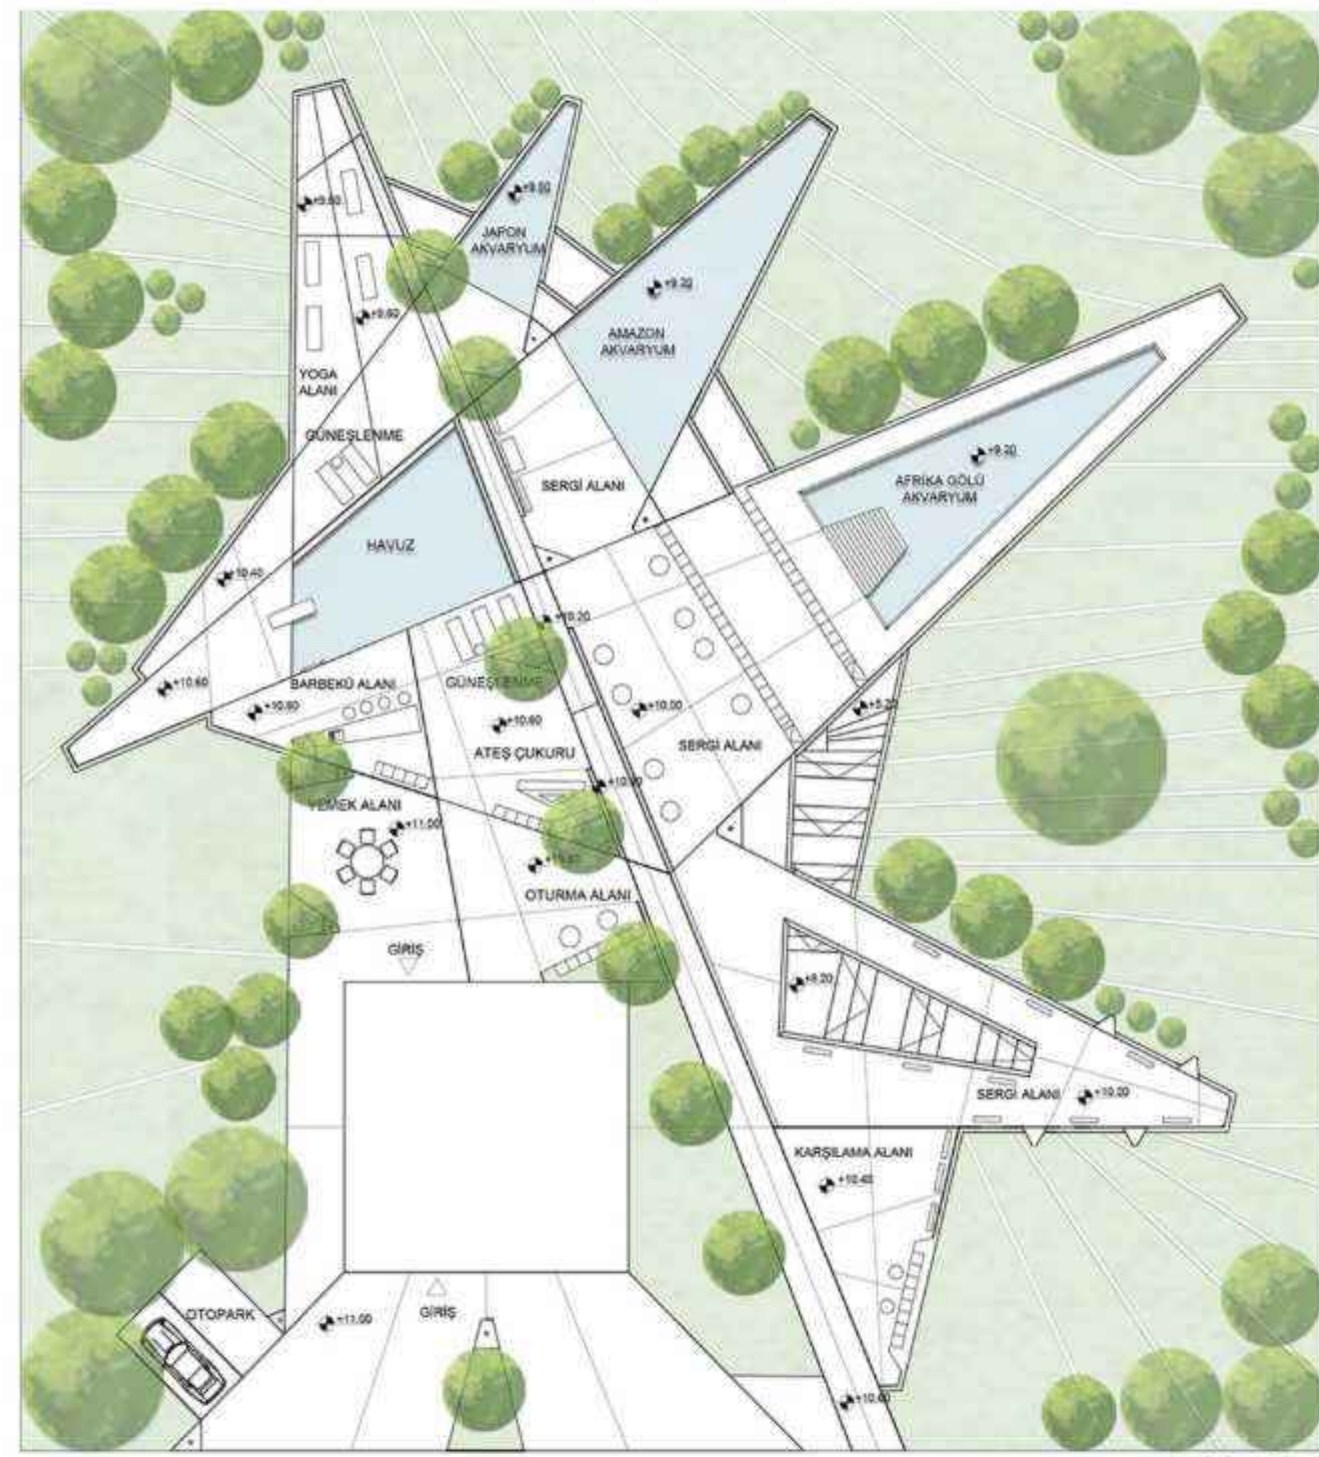 +9.60
+9.00
JAPON
AKVARYUM
+9.20
AMAZON
AKVARYUM
+9.60
YOGA
ALANI
GÜNEŞLENME
SERGİ ALANI
+9.20
AFRİKA GÖLÜ
AKVARYUM
HAVUZ
+10.40
+10.20
+10.60
BARBEKÜ ALANI
+10.60
GÜNEŞLENME
+10.60
ATEŞ ÇUKURU
+10.00
SERGİ ALANI
YEMEK ALANI
+11.00
OTURMA ALANI
GİRİŞ
+9.20
SERGİ ALANI
+10.00
KARŞILAMA ALANI
+10.40
OTOPARK
+11.00
GİRİŞ